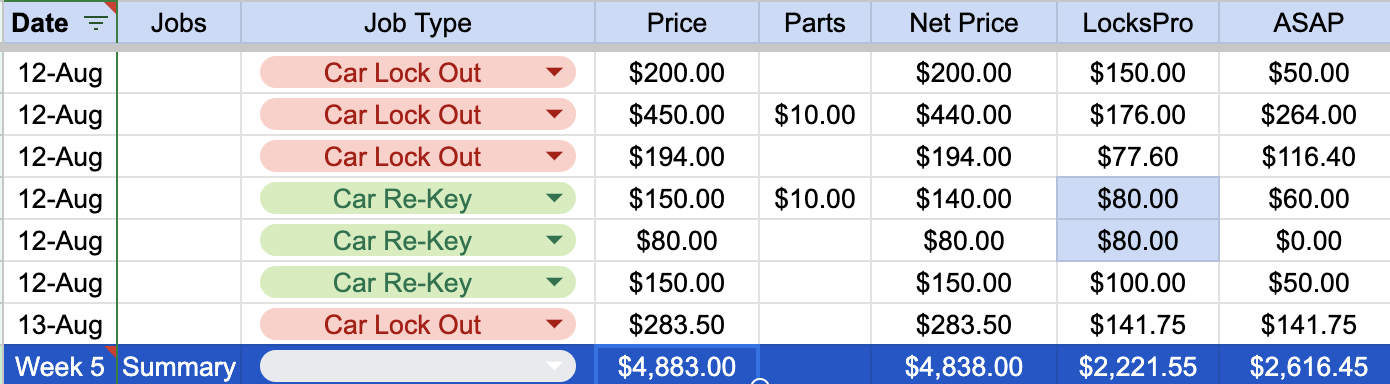 Date Jobs Job Type Price Parts Net Price LocksPro ASAP
12-Aug Car Lock Out $200.00 $200.00 $150.00 $50.00
12-Aug Car Lock Out $450.00 $10.00 $440.00 $176.00 $264.00
12-Aug Car Lock Out $194.00 $194.00 $77.60 $116.40
12-Aug Car Re-Key $150.00 $10.00 $140.00 $80.00 $60.00
12-Aug Car Re-Key $80.00 $80.00 $80.00 $0.00
12-Aug Car Re-Key $150.00 $150.00 $100.00 $50.00
13-Aug Car Lock Out $283.50 $283.50 $141.75 $141.75
Week 5 Summary $4,883.00 $4,838.00 $2,221.55 $2,616.45